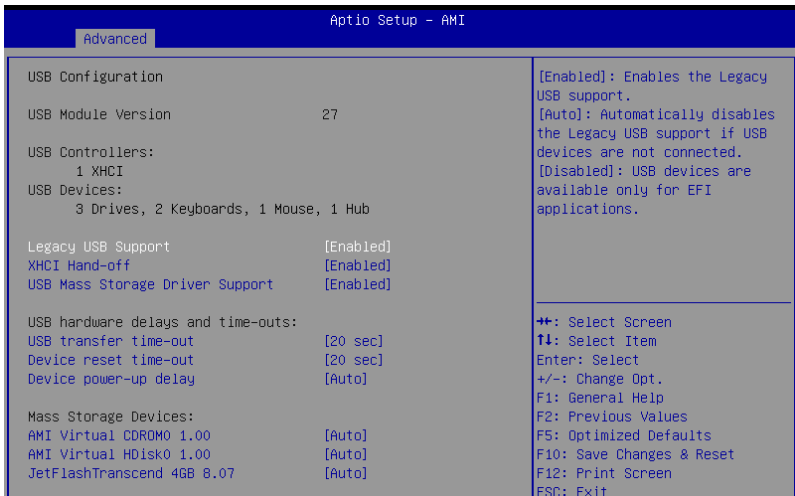 Aptio Setup – AMI
Advanced
USB Configuration
USB Module Version 27
USB Controllers:
1 XHCI
USB Devices:
3 Drives, 2 Keyboards, 1 Mouse, 1 Hub
Legacy USB Support [Enabled]
XHCI Hand-off [Enabled]
USB Mass Storage Driver Support [Enabled]
USB hardware delays and time-outs:
USB transfer time-out [20 sec]
Device reset time-out [20 sec]
Device power-up delay [Auto]
Mass Storage Devices:
AMI Virtual CDROM0 1.00 [Auto]
AMI Virtual HDisk0 1.00 [Auto]
JetFlashTranscend 4GB 8.07 [Auto]
[Enabled]: Enables the Legacy
USB support.
[Auto]: Automatically disables
the Legacy USB support if USB
devices are not connected.
[Disabled]: USB devices are
available only for EFI
applications.
→←: Select Screen
↑↓: Select Item
Enter: Select
+/-: Change Opt.
F1: General Help
F2: Previous Values
F5: Optimized Defaults
F10: Save Changes & Reset
F12: Print Screen
ESC: Exit